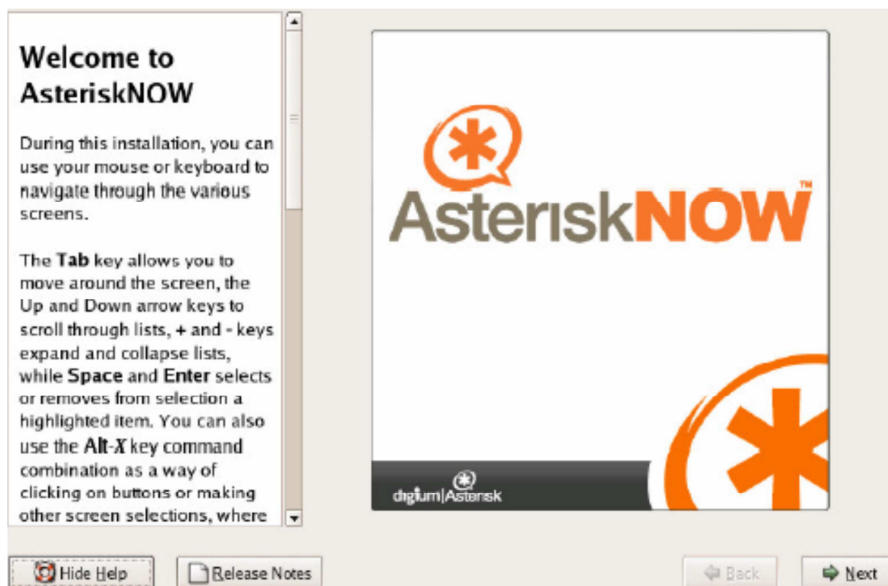 Welcome to
AsteriskNOW
During this installation, you can
use your mouse or keyboard to
navigate through the various
screens.
The Tab key allows you to
move around the screen, the
Up and Down arrow keys to
scroll through lists, + and - keys
expand and collapse lists,
while Space and Enter selects
or removes from selection a
highlighted item. You can also
use the Alt-X key command
combination as a way of
clicking on buttons or making
other screen selections, where
AsteriskNOW™
digium|Asterisk
Hide Help
Release Notes
Back
Next